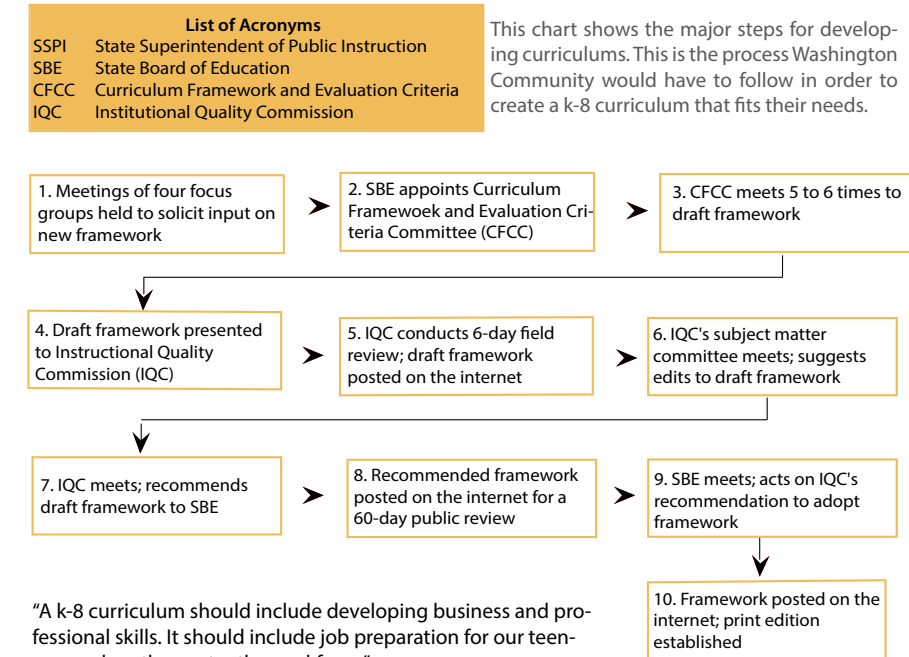 List of Acronyms
SSPI State Superintendent of Public Instruction
SBE State Board of Education
CFCC Curriculum Framework and Evaluation Criteria
IQC Institutional Quality Commission
This chart shows the major steps for develop-
ing curriculums. This is the process Washington
Community would have to follow in order to
create a k-8 curriculum that fits their needs.
1. Meetings of four focus
groups held to solicit input on
new framework
2. SBE appoints Curriculum
Framewoek and Evaluation Cri-
teria Committee (CFCC)
3. CFCC meets 5 to 6 times to
draft framework
4. Draft framework presented
to Instructional Quality
Commission (IQC)
5. IQC conducts 6-day field
review; draft framework
posted on the internet
6. IQC's subject matter
committee meets; suggests
edits to draft framework
7. IQC meets; recommends
draft framework to SBE
8. Recommended framework
posted on the internet for a
60-day public review
9. SBE meets; acts on IQC's
recommendation to adopt
framework
10. Framework posted on the
internet; print edition
established
“A k-8 curriculum should include developing business and pro-
fessional skills. It should include job preparation for our teen-